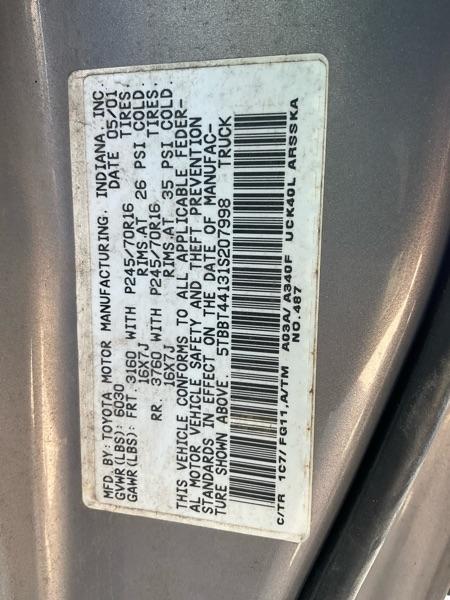 MFD.BY:TOYOTA MOTOR MANUFACTURING. INDIANA, INC.
GVWR(LBS): 6030 DATE 05/01
GAWR(LBS): FRT. 3160 WITH P245/70R16 TIRES.
16X7J RIMS.AT 26 PSI COLD.
RR. 3760 WITH P245/70R16 TIRES.
16X7J RIMS.AT 35 PSI COLD.
THIS VEHICLE CONFORMS TO ALL APPLICABLE FEDER-
AL MOTOR VEHICLE SAFETY AND THEFT PREVENTION
STANDARDS IN EFFECT ON THE DATE OF MANUFAC-
TURE SHOWN ABOVE. 5TBBT44131S207998 TRUCK
C/TR 1C7/ FG11.A/TM A03A/ A340F UCK40L ARSSKA
NO.487